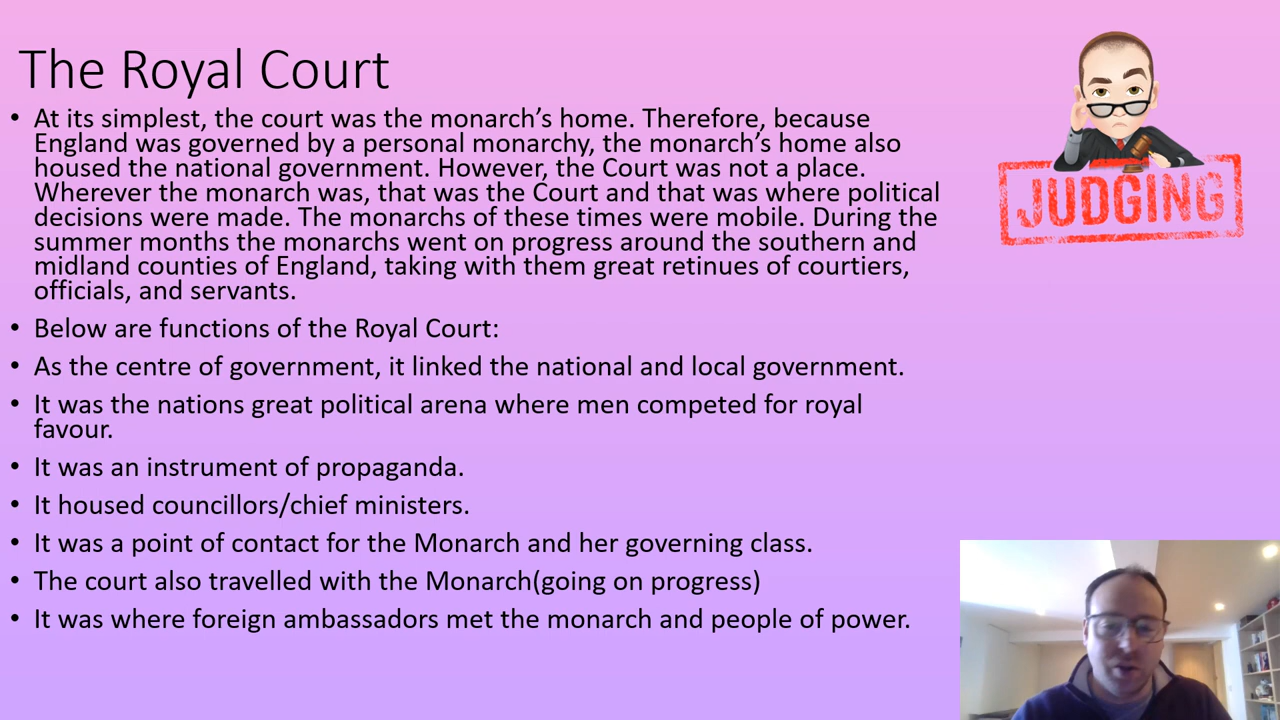 The Royal Court
• At its simplest, the court was the monarch’s home. Therefore, because
England was governed by a personal monarchy, the monarch’s home also
housed the national government. However, the Court was not a place.
Wherever the monarch was, that was the Court and that was where political
decisions were made. The monarchs of these times were mobile. During the
summer months the monarchs went on progress around the southern and
midland counties of England, taking with them great retinues of courtiers,
officials, and servants.
• Below are functions of the Royal Court:
• As the centre of government, it linked the national and local government.
• It was the nations great political arena where men competed for royal
favour.
• It was an instrument of propaganda.
• It housed councillors/chief ministers.
• It was a point of contact for the Monarch and her governing class.
• The court also travelled with the Monarch(going on progress)
• It was where foreign ambassadors met the monarch and people of power.
JUDGING